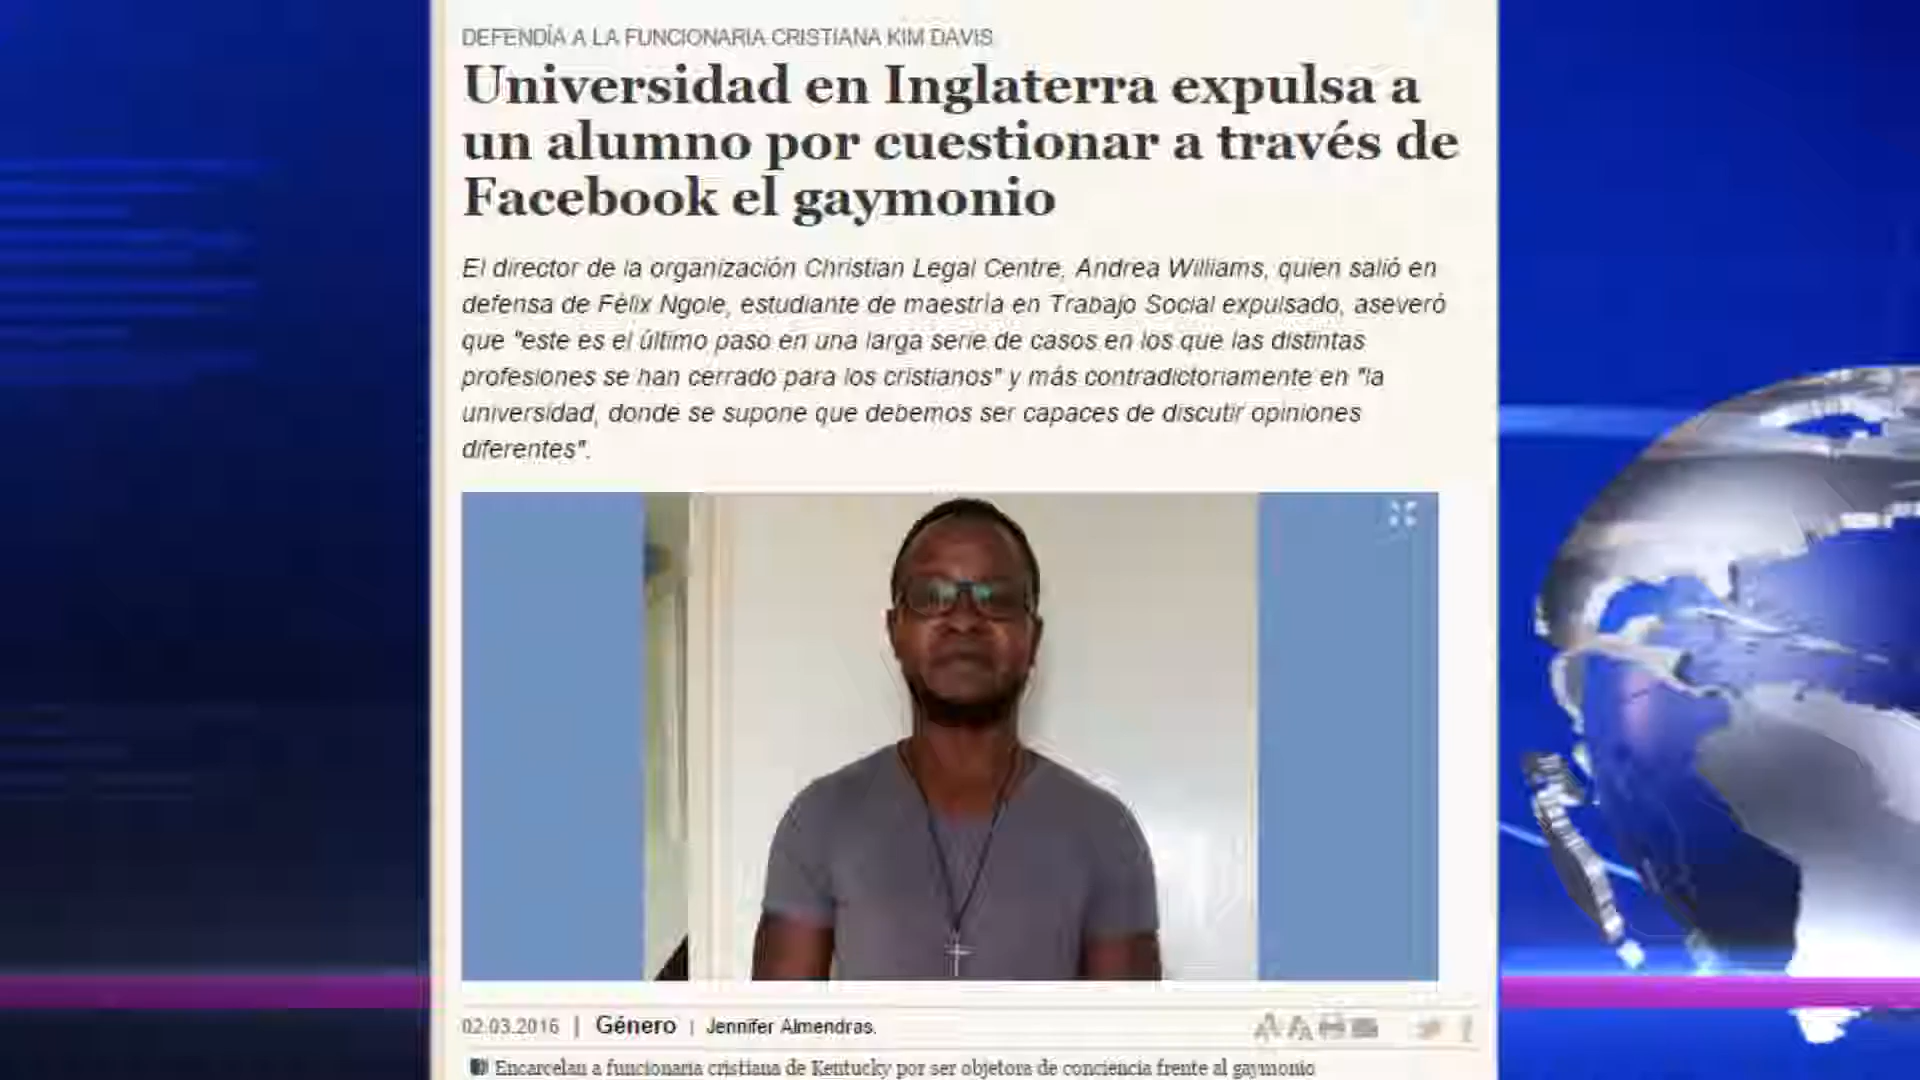 DEFENDÍA A LA FUNCIONARIA CRISTIANA KIM DAVIS
Universidad en Inglaterra expulsa a
un alumno por cuestionar a través de
Facebook el gaymonio
El director de la organización Christian Legal Centre, Andrea Williams, quien salió en
defensa de Félix Ngole, estudiante de maestría en Trabajo Social expulsado, aseveró
que "este es el último paso en una larga serie de casos en los que las distintas
profesiones se han cerrado para los cristianos" y más contradictoriamente en "la
universidad, donde se supone que debemos ser capaces de discutir opiniones
diferentes".
02.03.2016 | Género | Jennifer Almendras.
Encarcelan a funcionaria cristiana de Kentucky por ser objetora de conciencia frente al gaymonio